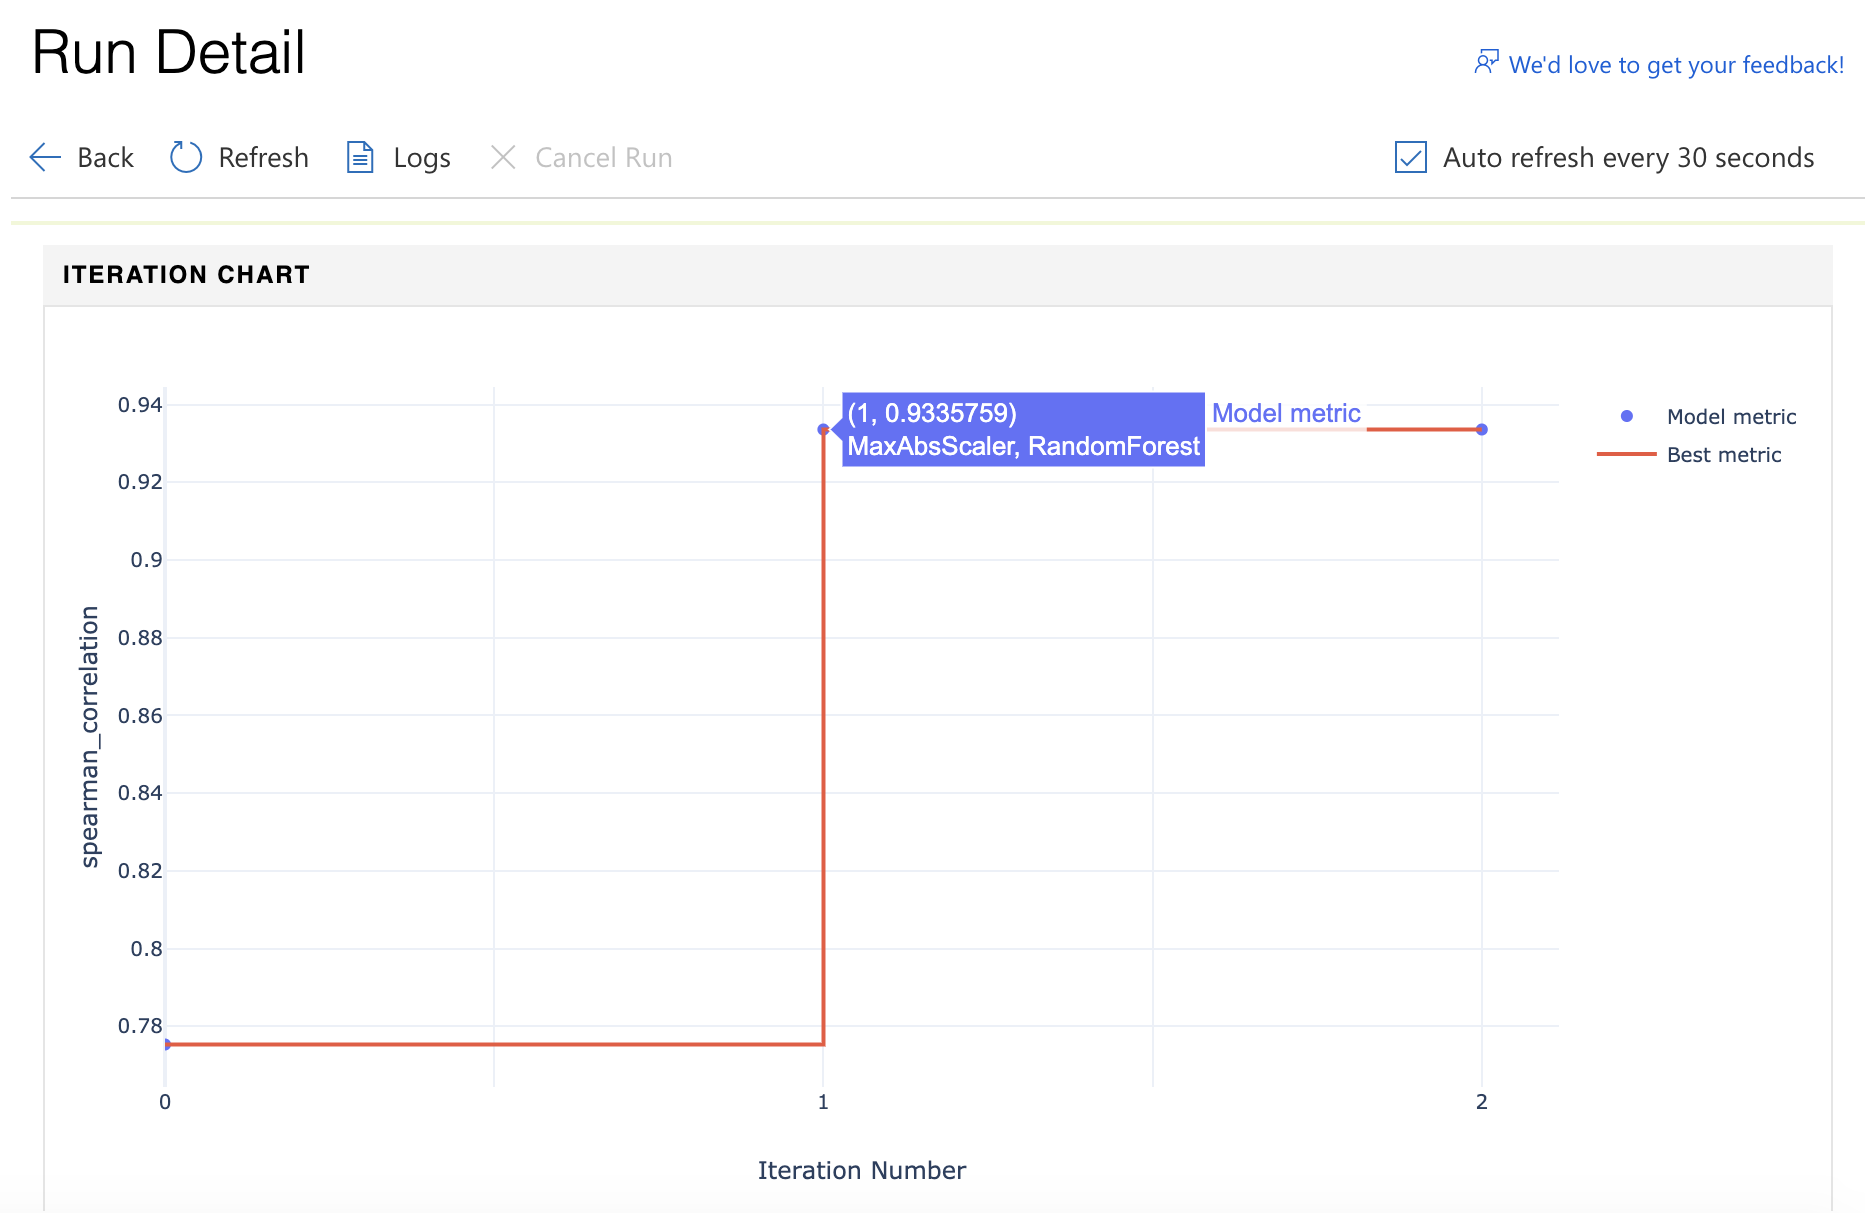 Run Detail
We'd love to get your feedback!
Back Refresh Logs Cancel Run Auto refresh every 30 seconds
ITERATION CHART
(1, 0.9335759)
MaxAbsScaler, RandomForest
Model metric
Model metric
Best metric
0.94
0.92
0.9
0.88
0.86
0.84
0.82
0.8
0.78
spearman_correlation
0 1 2
Iteration Number